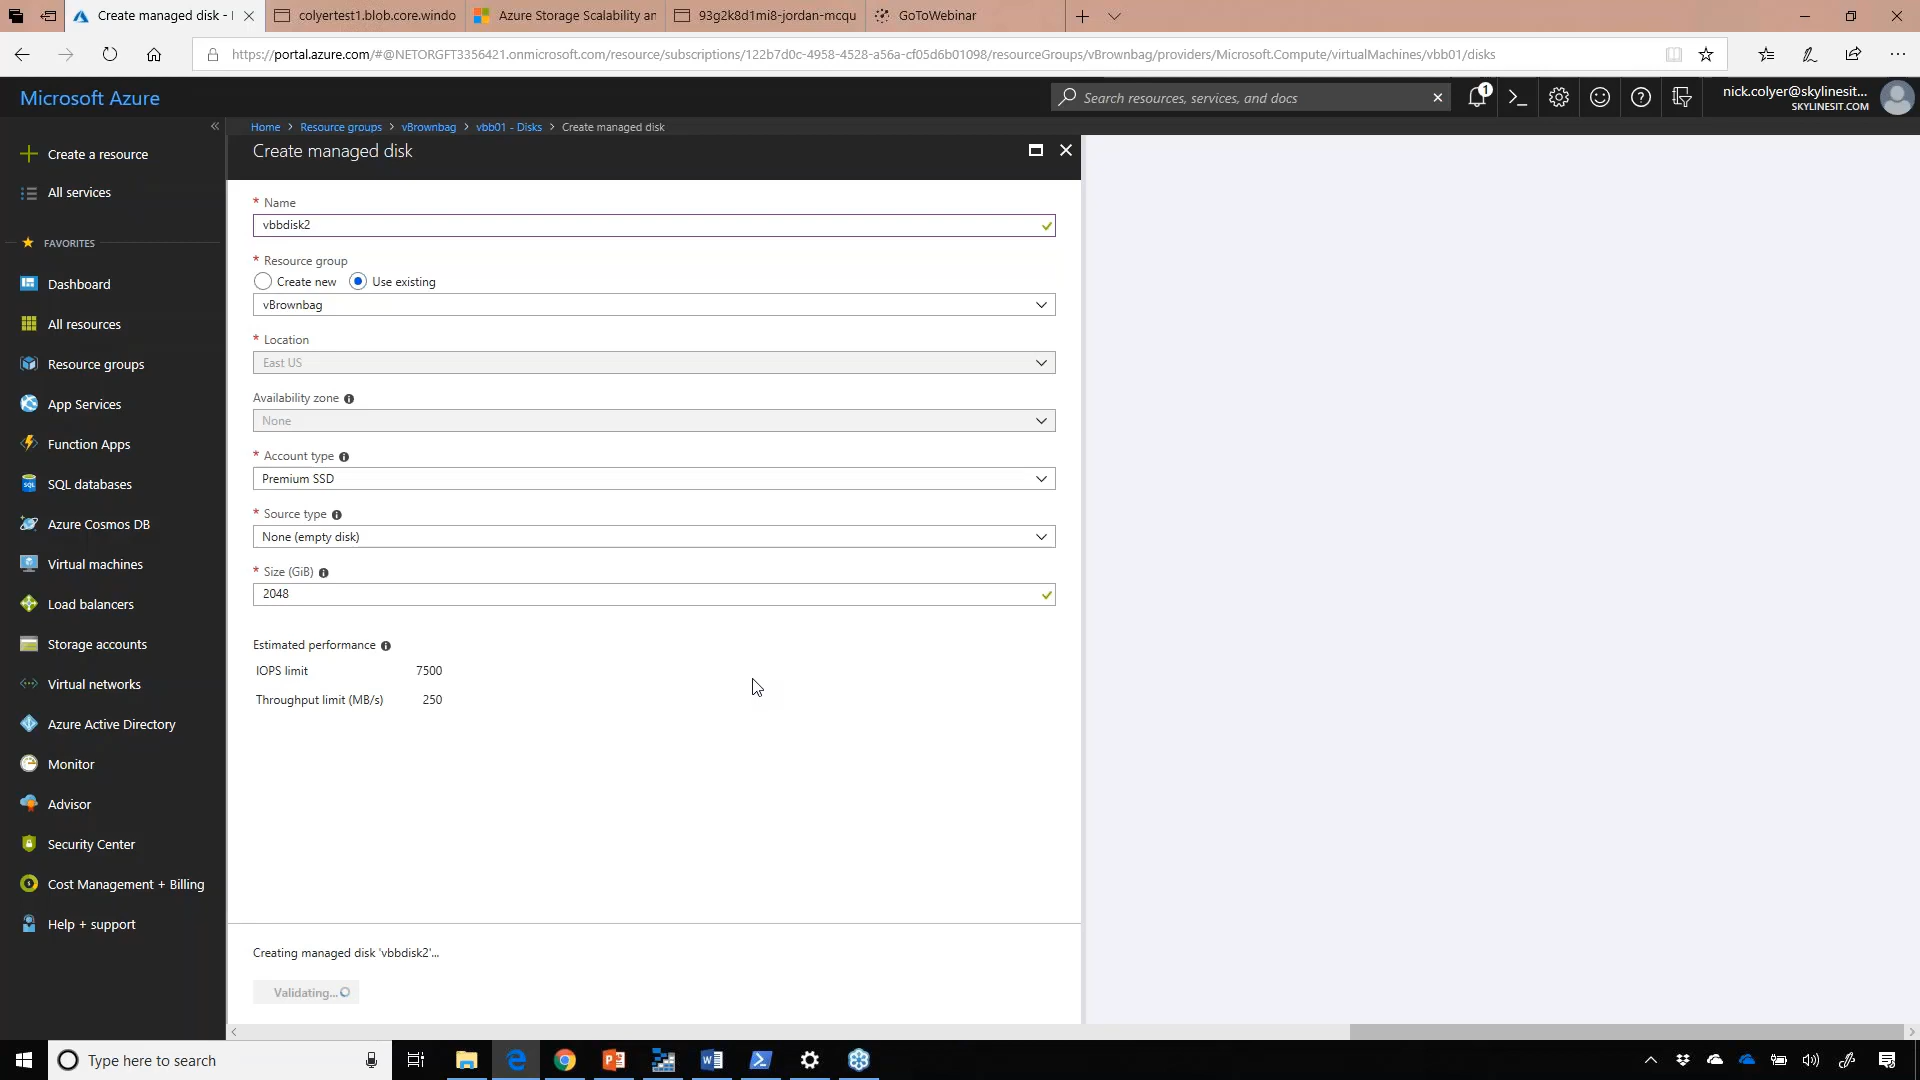 Create managed disk - I
colyertest1.blob.core.windo
Azure Storage Scalability an
93g2k8d1mi8-jordan-mcqu
GoToWebinar
https://portal.azure.com/#@NETORGFT3356421.onmicrosoft.com/resource/subscriptions/122b7d0c-4958-4528-a56a-cf05d6b01098/resourceGroups/vBrownbag/providers/Microsoft.Compute/virtualMachines/vbb01/disks
Microsoft Azure
Search resources, services, and docs
1
nick.colyer@skylinesit...
SKYLINESIT.COM
Home > Resource groups > vBrownbag > vbb01 - Disks > Create managed disk
Create a resource
All services
FAVORITES
Dashboard
All resources
Resource groups
App Services
Function Apps
SQL databases
Azure Cosmos DB
Virtual machines
Load balancers
Storage accounts
Virtual networks
Azure Active Directory
Monitor
Advisor
Security Center
Cost Management + Billing
Help + support
Create managed disk
* Name
vbbdisk2
* Resource group
Create new Use existing
vBrownbag
* Location
East US
Availability zone
None
* Account type
Premium SSD
* Source type
None (empty disk)
* Size (GiB)
2048
Estimated performance
IOPS limit 7500
Throughput limit (MB/s) 250
Creating managed disk 'vbbdisk2'...
Validating...
Type here to search